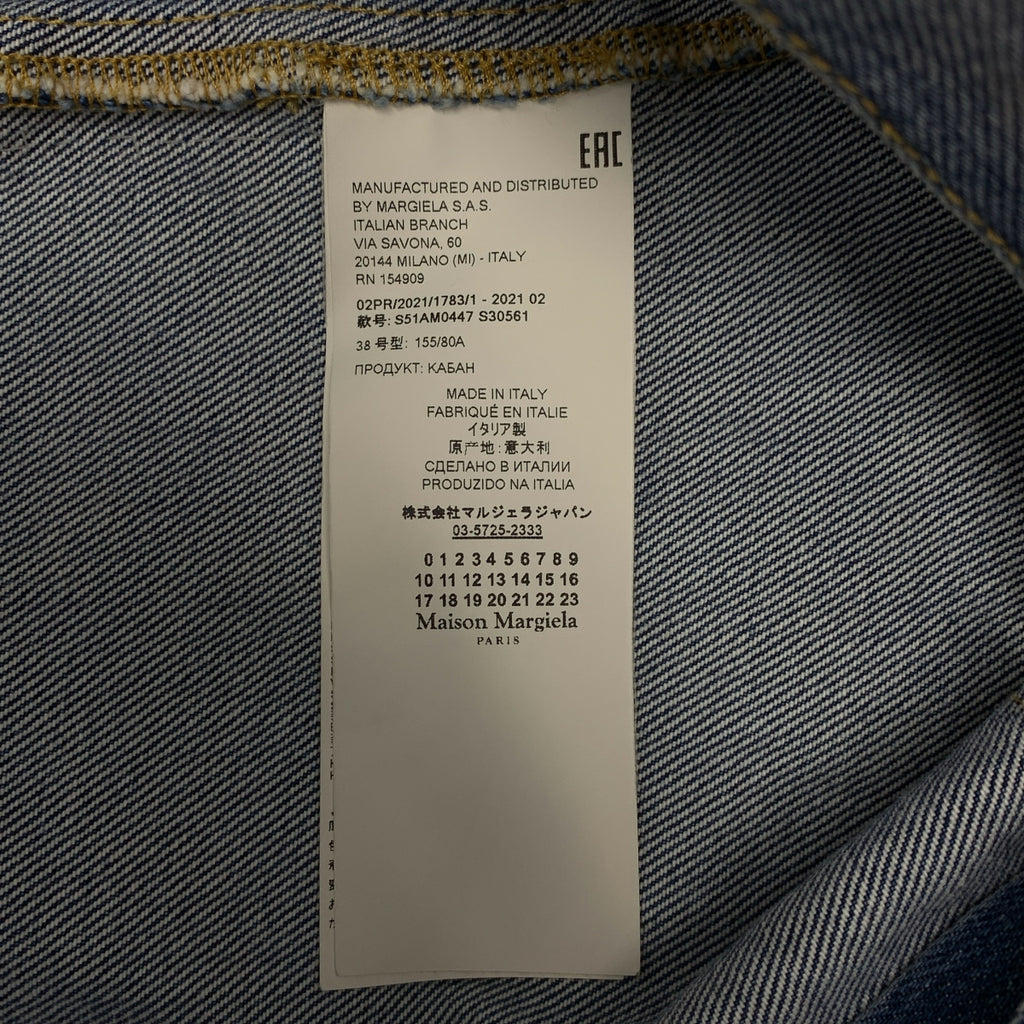 EAC
MANUFACTURED AND DISTRIBUTED
BY MARGIELA S.A.S.
ITALIAN BRANCH
VIA SAVONA, 60
20144 MILANO (MI) - ITALY
RN 154909
02PR/2021/1783/1 - 2021 02
款号: S51AM0447 S30561
38 号型: 155/80A
ПРОДУКТ: КАБАН
MADE IN ITALY
FABRIQUÉ EN ITALIE
イタリア製
原产地: 意大利
СДЕЛАНО В ИТАЛИИ
PRODUZIDO NA ITALIA
株式会社マルジェラジャパン
03-5725-2333
0 1 2 3 4 5 6 7 8 9
10 11 12 13 14 15 16
17 18 19 20 21 22 23
Maison Margiela
PARIS